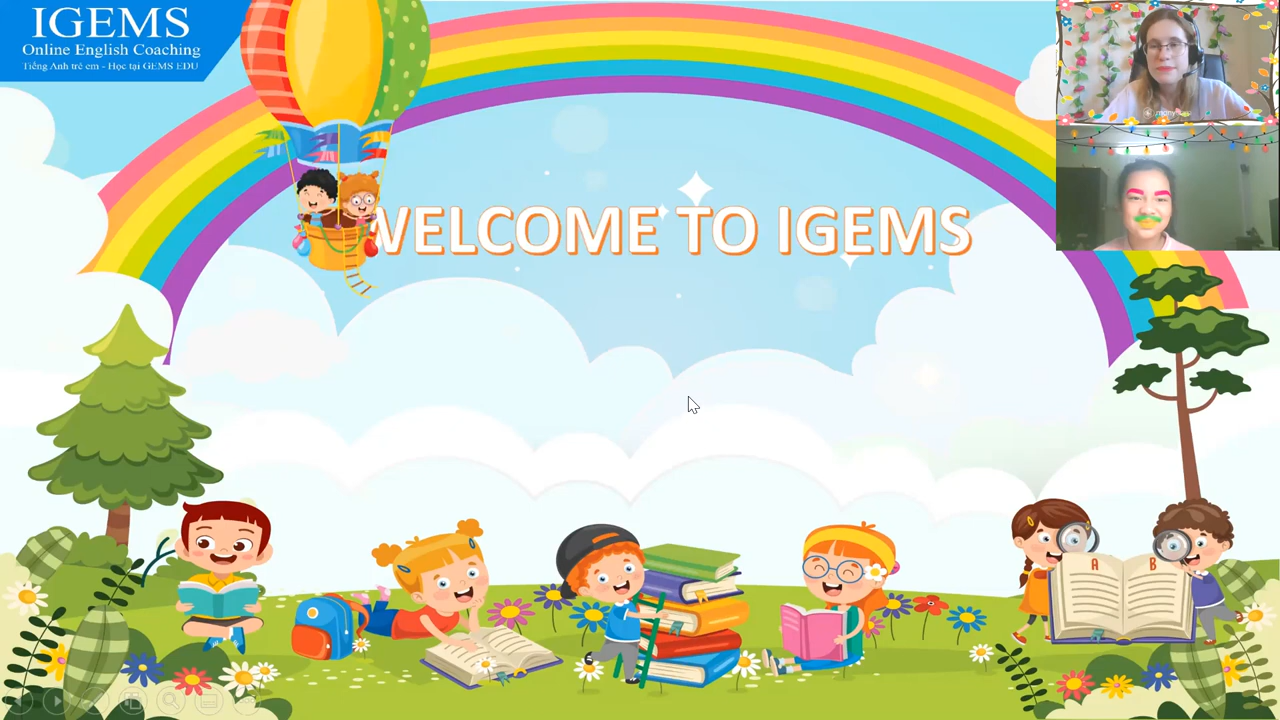 IGEMS
Online English Coaching
Tiếng Anh trẻ em - Học tại GEMS EDU
WELCOME TO IGEMS
A B